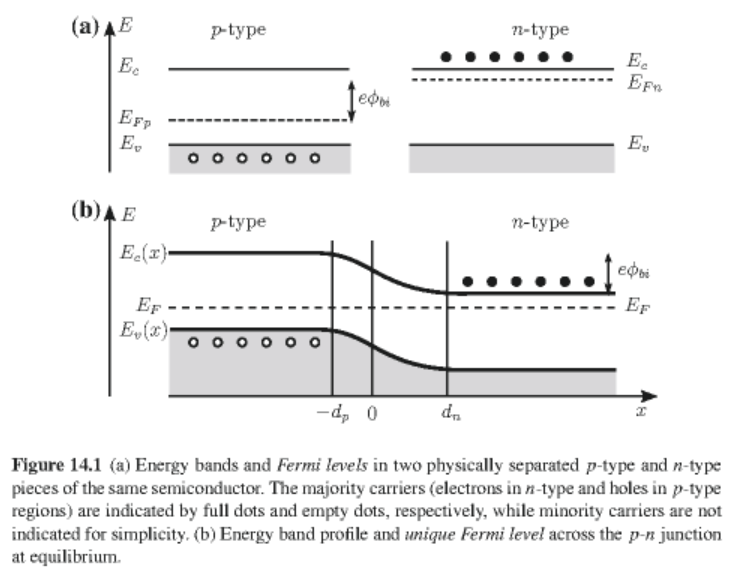 (a) E p-type n-type
E_c E_c
eϕ_bi E_Fn
E_Fp
E_v E_v
(b) E p-type n-type
E_c(x) eϕ_bi
E_F E_F
E_v(x)
−d_p 0 d_n x
Figure 14.1 (a) Energy bands and Fermi levels in two physically separated p-type and n-type
pieces of the same semiconductor. The majority carriers (electrons in n-type and holes in p-type
regions) are indicated by full dots and empty dots, respectively, while minority carriers are not
indicated for simplicity. (b) Energy band profile and unique Fermi level across the p-n junction
at equilibrium.